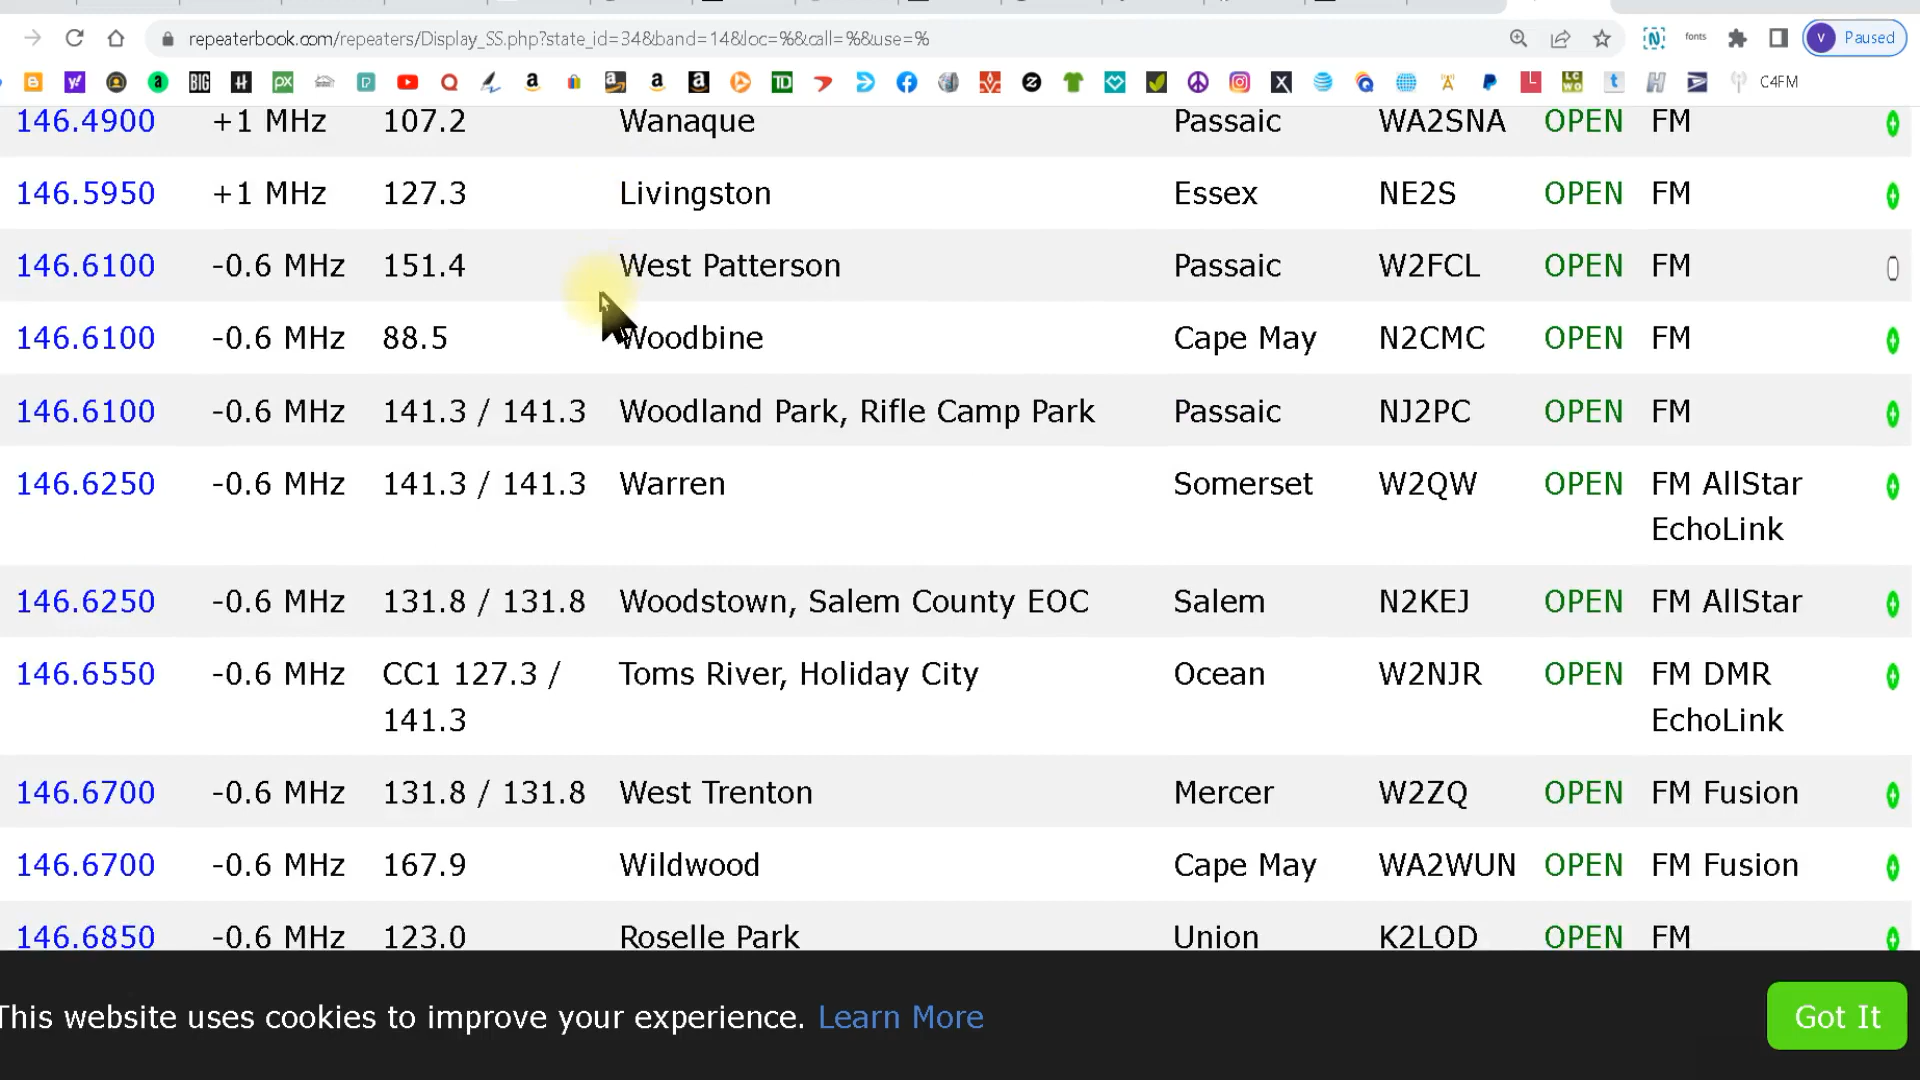 repeaterbook.com/repeaters/Display_SS.php?state_id=34&band=14&loc=%&call=%&use=% fonts V Paused
BIG H px TD X L LC WO t H C4FM
146.4900 +1 MHz 107.2 Wanaque Passaic WA2SNA OPEN FM
146.5950 +1 MHz 127.3 Livingston Essex NE2S OPEN FM
146.6100 -0.6 MHz 151.4 West Patterson Passaic W2FCL OPEN FM
146.6100 -0.6 MHz 88.5 Woodbine Cape May N2CMC OPEN FM
146.6100 -0.6 MHz 141.3 / 141.3 Woodland Park, Rifle Camp Park Passaic NJ2PC OPEN FM
146.6250 -0.6 MHz 141.3 / 141.3 Warren Somerset W2QW OPEN FM AllStar
EchoLink
146.6250 -0.6 MHz 131.8 / 131.8 Woodstown, Salem County EOC Salem N2KEJ OPEN FM AllStar
146.6550 -0.6 MHz CC1 127.3 / Toms River, Holiday City Ocean W2NJR OPEN FM DMR
141.3 EchoLink
146.6700 -0.6 MHz 131.8 / 131.8 West Trenton Mercer W2ZQ OPEN FM Fusion
146.6700 -0.6 MHz 167.9 Wildwood Cape May WA2WUN OPEN FM Fusion
146.6850 -0.6 MHz 123.0 Roselle Park Union K2LOD OPEN FM
This website uses cookies to improve your experience. Learn More Got It